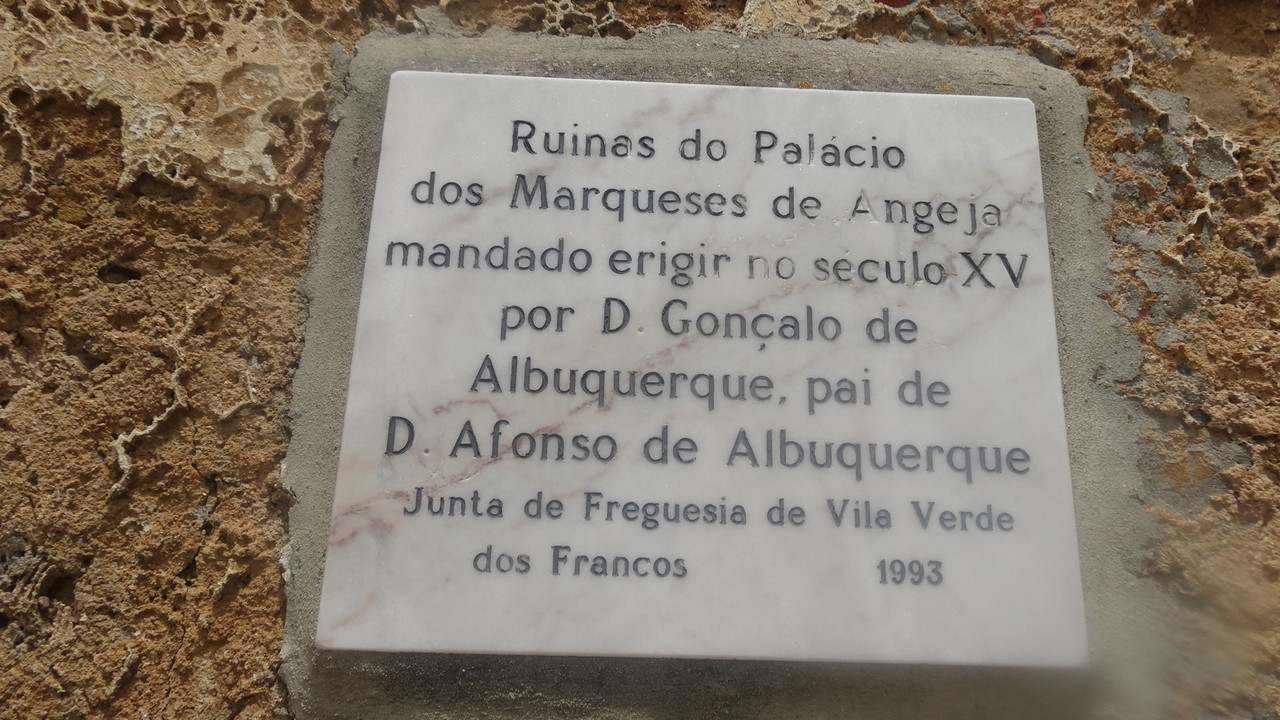 Ruinas do Palácio
dos Marqueses de Angeja
mandado erigir no século XV
por D. Gonçalo de
Albuquerque, pai de
D. Afonso de Albuquerque
Junta de Freguesia de Vila Verde
dos Francos 1993